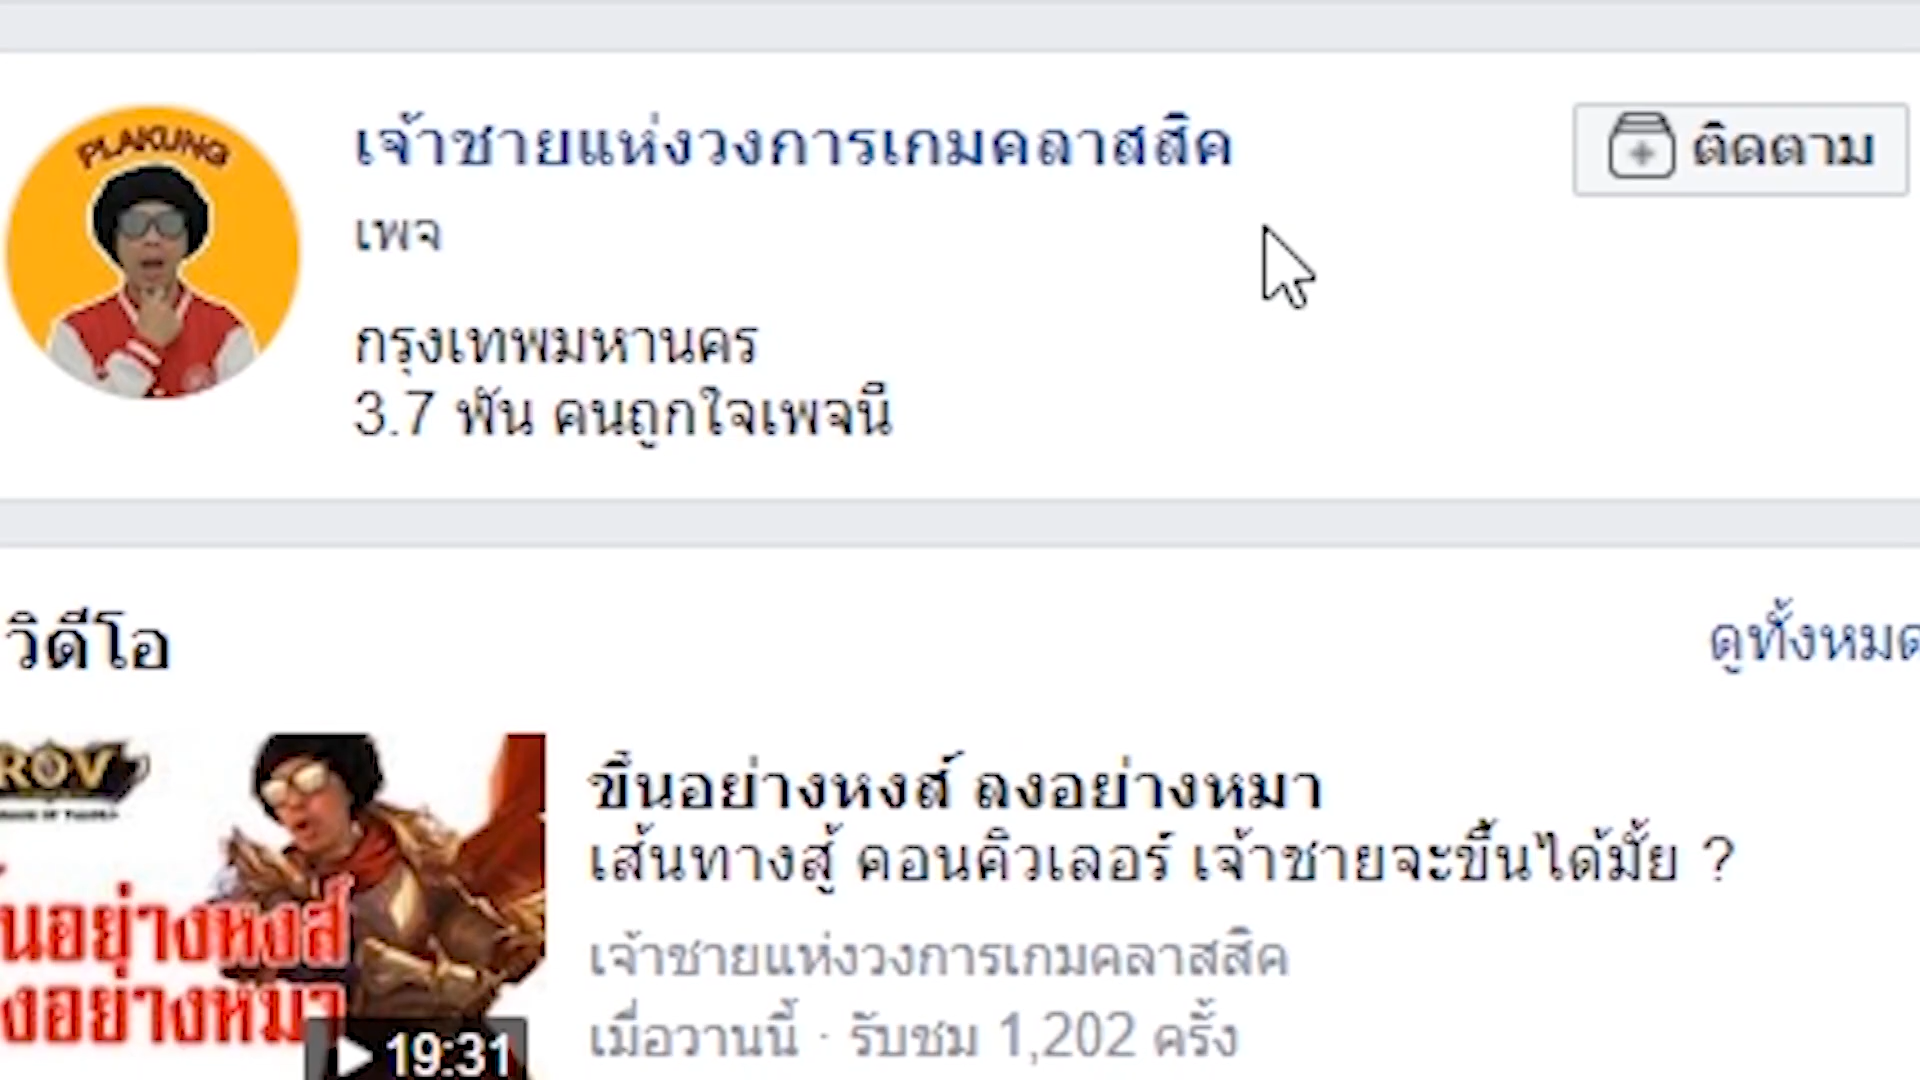 PLAKUNG
เจ้าชายแห่งวงการเกมคลาสสิค
ติดตาม
เพจ
กรุงเทพมหานคร
3.7 พัน คนถูกใจเพจนี้
วิดีโอ
ดูทั้งหมด
ROV
ขึ้นอย่างหงส์ ลงอย่างหมา
เส้นทางสู้ คอนคิวเลอร์ เจ้าชายจะขึ้นได้มั้ย ?
้นอย่างหงส์
งอย่างหมา
19:31
เจ้าชายแห่งวงการเกมคลาสสิค
เมื่อวานนี้ · รับชม 1,202 ครั้ง